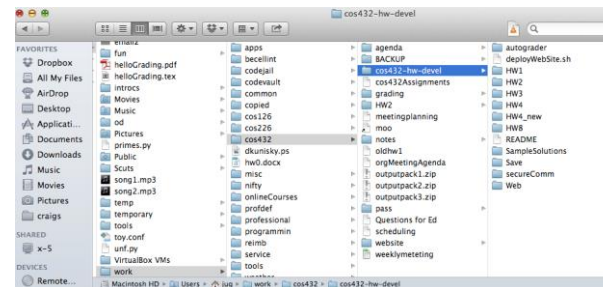 cos432-hw-devel
FAVORITES
Dropbox
All My Files
AirDrop
Desktop
Applicati...
Documents
Downloads
Music
Movies
Pictures
craigs
SHARED
x-5
DEVICES
Remote...
fun
helloGrading.pdf
helloGrading.tex
introcs
Movies
Music
od
Pictures
primes.py
Public
Scuts
song1.mp3
song2.mp3
temp
temporary
tools
toy.conf
unf.py
VirtualBox VMs
work
apps
becellint
codejail
codevault
common
copied
cos126
cos226
cos432
dkunisky.ps
hw0.docx
misc
nifty
onlineCourses
profdef
professional
programmin
reimb
service
tools
agenda
BACKUP
cos432-hw-devel
cos432Assignments
grading
HW2
meetingplanning
moo
notes
oldhw1
orgMeetingAgenda
outputpack1.zip
outputpack2.zip
outputpack3.zip
pass
Questions for Ed
scheduling
website
weeklymeteting
autograder
deployWebSite.sh
HW1
HW2
HW3
HW4
HW4_new
HW8
README
SampleSolutions
Save
secureComm
Web
Macintosh HD
Users
jug
work
cos432
cos432-hw-devel